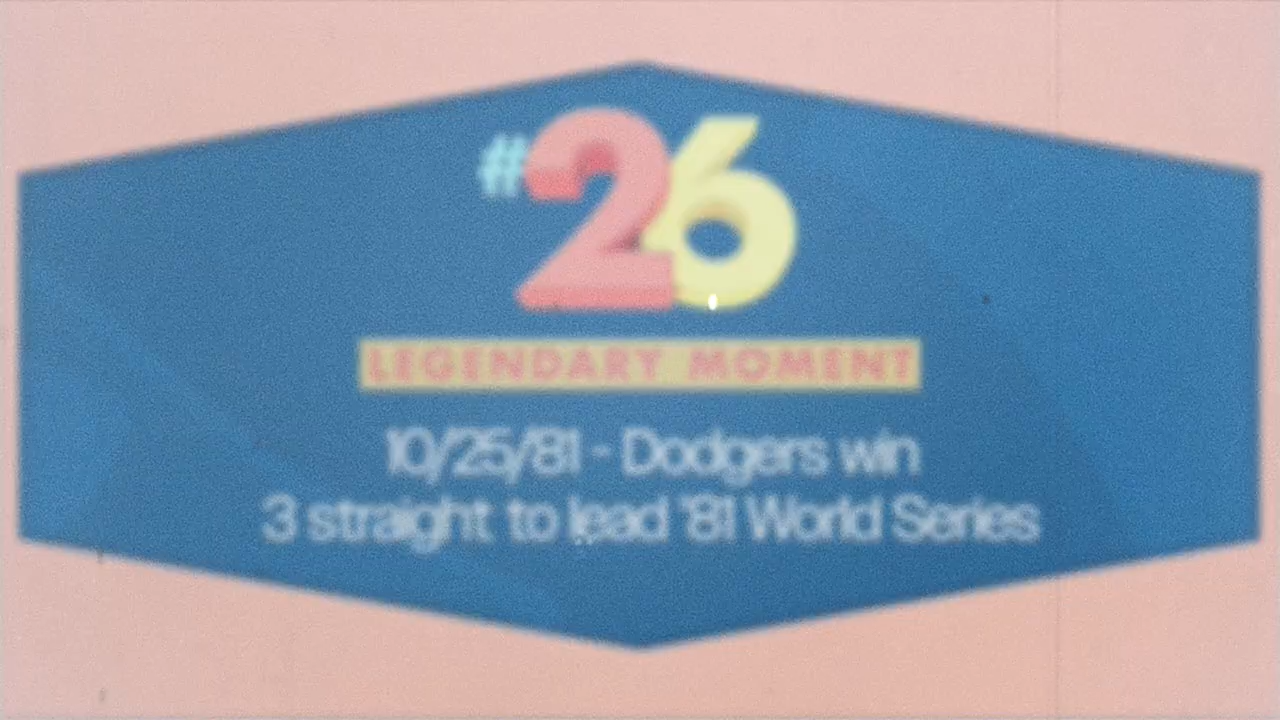 #26
LEGENDARY MOMENT
10/25/81 - Dodgers win
3 straight to lead '81 World Series